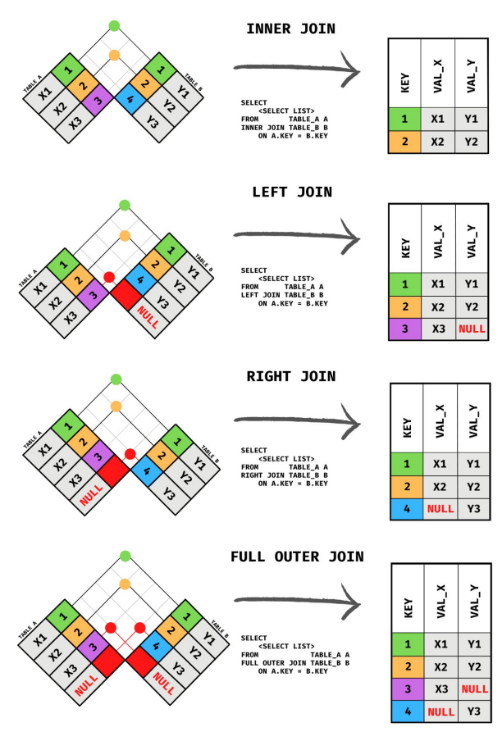 INNER JOIN
TABLE A
X1 1
X2 2
X3 3
TABLE B
1 Y1
2 Y2
4 Y3
SELECT
<SELECT LIST>
FROM TABLE_A A
INNER JOIN TABLE_B B
ON A.KEY = B.KEY
KEY VAL_X VAL_Y
1 X1 Y1
2 X2 Y2
LEFT JOIN
TABLE A
X1 1
X2 2
X3 3
TABLE B
1 Y1
2 Y2
4 Y3
NULL
SELECT
<SELECT LIST>
FROM TABLE_A A
LEFT JOIN TABLE_B B
ON A.KEY = B.KEY
KEY VAL_X VAL_Y
1 X1 Y1
2 X2 Y2
3 X3 NULL
RIGHT JOIN
TABLE A
X1 1
X2 2
X3 3
NULL
TABLE B
1 Y1
2 Y2
4 Y3
SELECT
<SELECT LIST>
FROM TABLE_A A
RIGHT JOIN TABLE_B B
ON A.KEY = B.KEY
KEY VAL_X VAL_Y
1 X1 Y1
2 X2 Y2
4 NULL Y3
FULL OUTER JOIN
TABLE A
X1 1
X2 2
X3 3
NULL
TABLE B
1 Y1
2 Y2
4 Y3
NULL
SELECT
<SELECT LIST>
FROM TABLE_A A
FULL OUTER JOIN TABLE_B B
ON A.KEY = B.KEY
KEY VAL_X VAL_Y
1 X1 Y1
2 X2 Y2
3 X3 NULL
4 NULL Y3